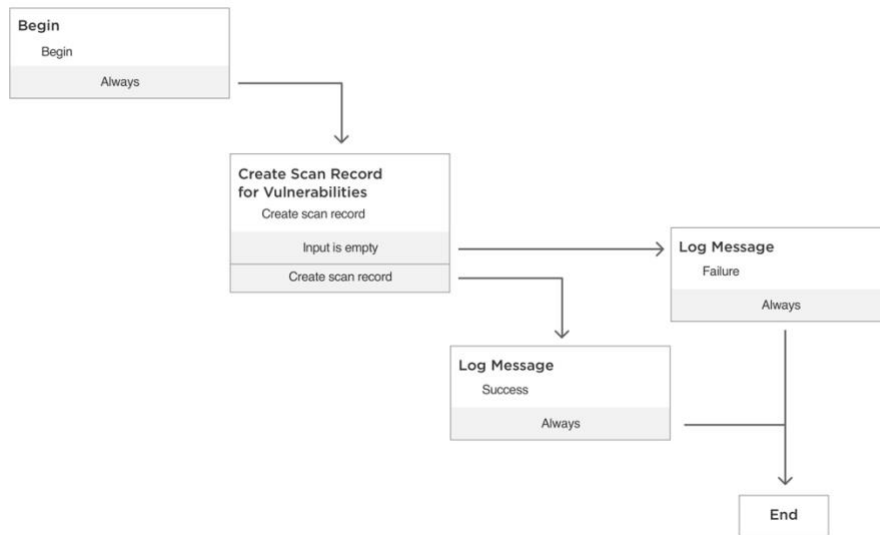 Begin
Begin
Always
Create Scan Record
for Vulnerabilities
Create scan record
Input is empty
Create scan record
Log Message
Failure
Always
Log Message
Success
Always
End